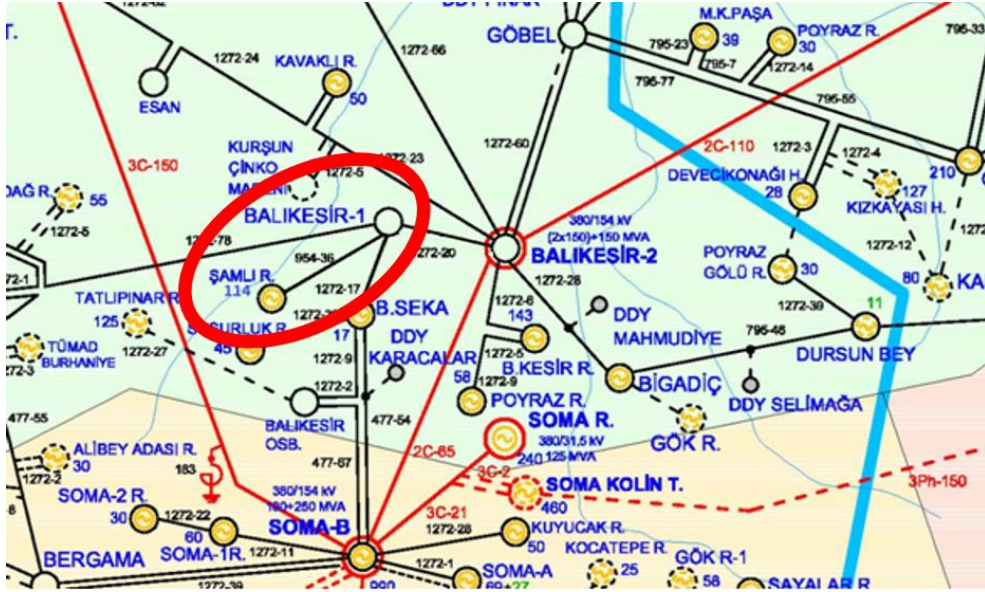 GÖBEL
M.K.PAŞA
39
POYRAZ R.
30
795-23
795-7
1272-14
795-77
795-55
795-33
1272-66
1272-24
ESAN
KAVAKLI R.
50
3C-150
KURŞUN
ÇİNKO
1272-5
1272-23
1272-60
2C-110
1272-3
1272-4
DEVECİKONAĞI H.
28
127
KIZKAYASI H.
210
1272-12
80
55
1272-5
BALIKESİR-1
954-36
ŞAMLI R.
114
1272-17
1272-20
380/154 kV
(2x150)+150 MVA
BALIKESİR-2
POYRAZ
GÖLÜ R.
30
1272-39
11
DURSUN BEY
TATLIPINAR R.
125
1272-27
TÜMAD
BURHANİYE
45
B.SEKA
17
DDY
KARACALAR
1272-9
1272-2
BALIKESİR
OSB.
477-54
477-67
477-55
1272-6
143
1272-5
B.KESİR R.
58
1272-9
POYRAZ R.
1272-26
DDY
MAHMUDİYE
BİGADİÇ
795-48
DDY SELİMAĞA
GÖK R.
SOMA R.
380/31,5 kV
125 MVA
240
2C-65
3C-2
SOMA KOLİN T.
460
3Ph-150
3C-21
ALİBEY ADASI R.
30
1272-2
183
SOMA-2 R.
30
1272-22
60
SOMA-1R.
1272-11
380/154 kV
SOMA-B
990
1272-28
KUYUCAK R.
50
KOCATEPE R.
25
GÖK R-1
58
SAYALAR R
BERGAMA
1272-39
1272-1
SOMA-A
69+27